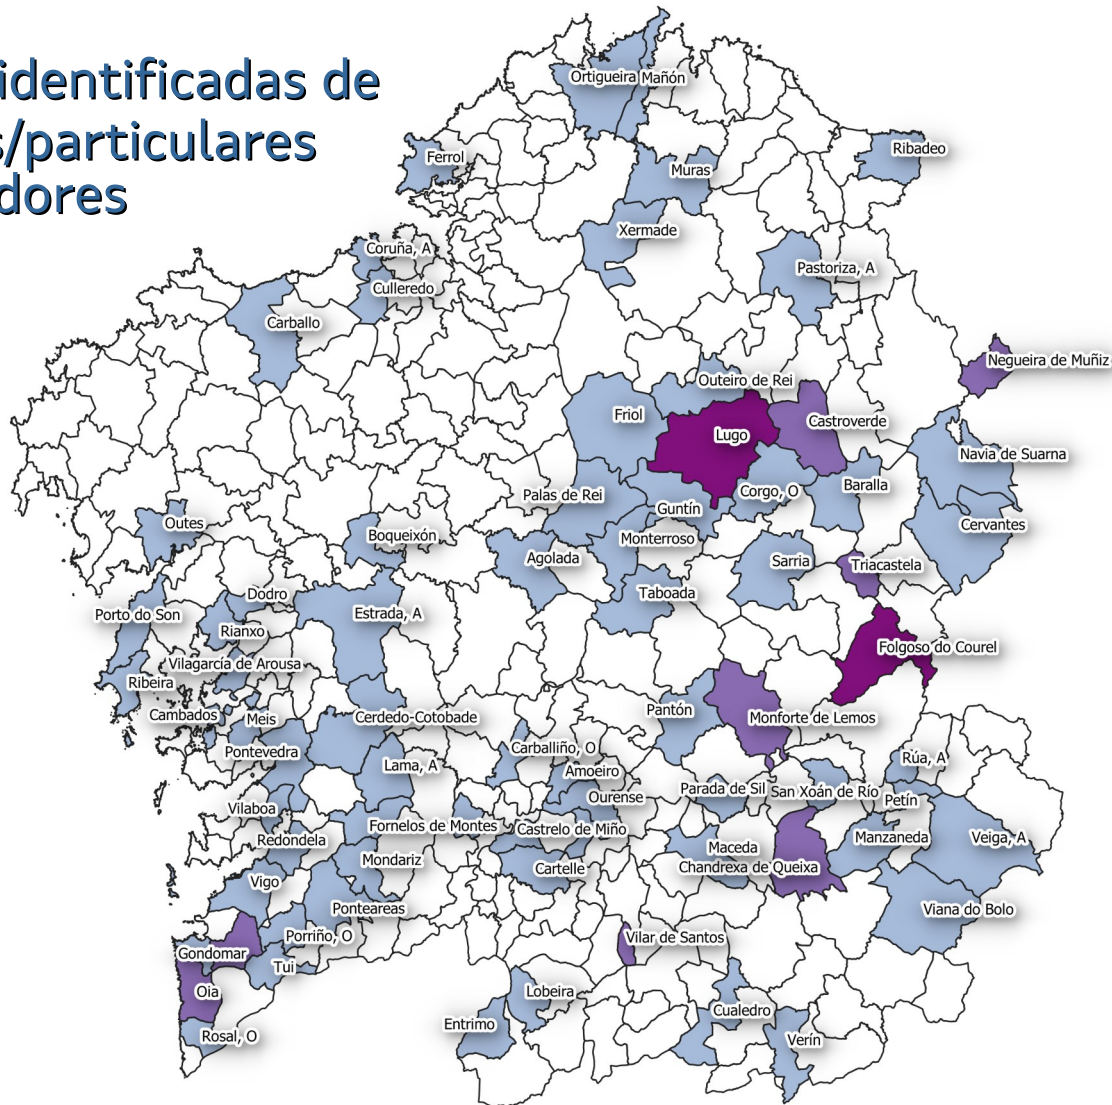 identificadas de
s/particulares
dores
Ortigueira
Mañón
Ferrol
Ribadeo
Muras
Xermade
Coruña, A
Pastoriza, A
Culleredo
Carballo
Negueira de Muñiz
Outeiro de Rei
Friol
Castroverde
Lugo
Navia de Suarna
Baralla
Palas de Rei
Corgo, O
Guntín
Outes
Cervantes
Boqueixón
Monterroso
Agolada
Sarria
Triacastela
Dodro
Taboada
Porto do Son
Estrada, A
Rianxo
Folgoso do Courel
Vilagarcía de Arousa
Ribeira
Pantón
Cambados
Meis
Cerdedo-Cotobade
Monforte de Lemos
Pontevedra
Carballiño, O
Rúa, A
Lama, A
Amoeiro
Parada de Sil
San Xoán de Río
Ourense
Petín
Vilaboa
Fornelos de Montes
Castrelo de Miño
Redondela
Manzaneda
Veiga, A
Maceda
Mondariz
Cartelle
Chandrexa de Queixa
Vigo
Ponteareas
Viana do Bolo
Porriño, O
Vilar de Santos
Gondomar
Tui
Oia
Lobeira
Cualedro
Entrimo
Rosal, O
Verín